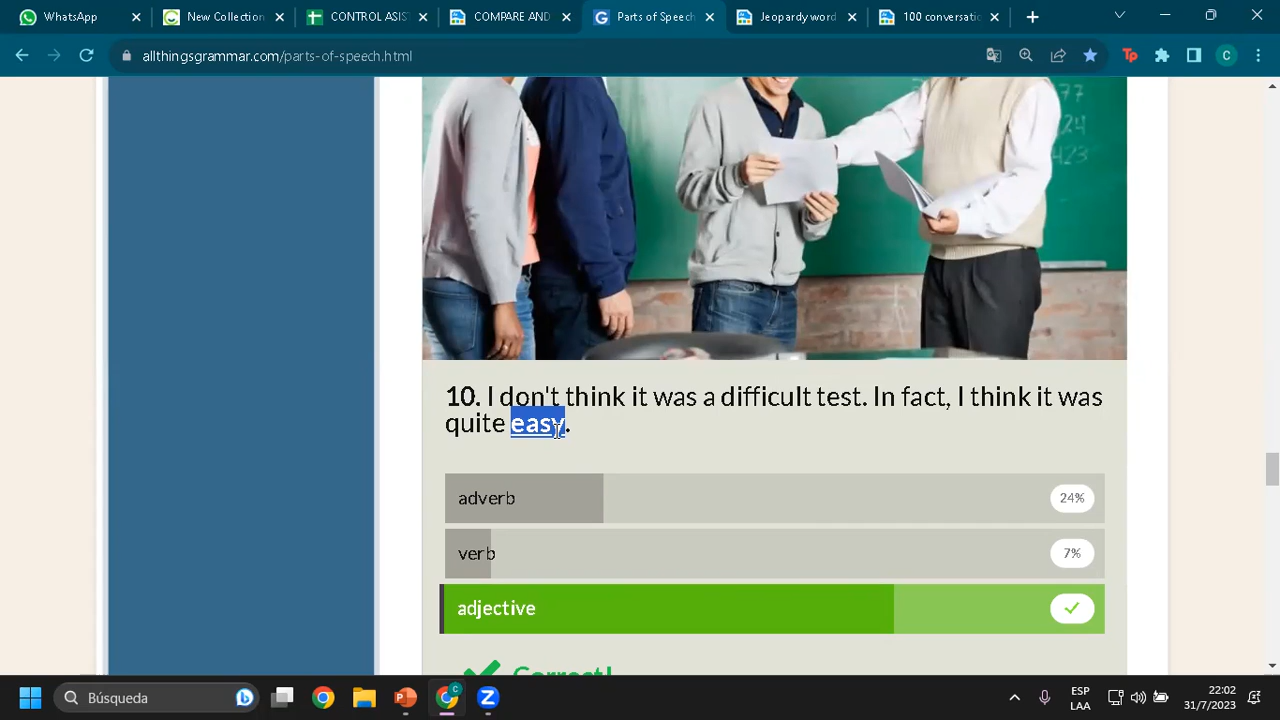 WhatsApp
New Collection
CONTROL ASIS
COMPARE AND
Parts of Speech
Jeopardy word
100 conversatio
allthingsgrammar.com/parts-of-speech.html
C
77
24
423
10. I don't think it was a difficult test. In fact, I think it was
quite easy.
adverb
24%
verb
7%
adjective
Correct!
Búsqueda
ESP
LAA
22:02
31/7/2023